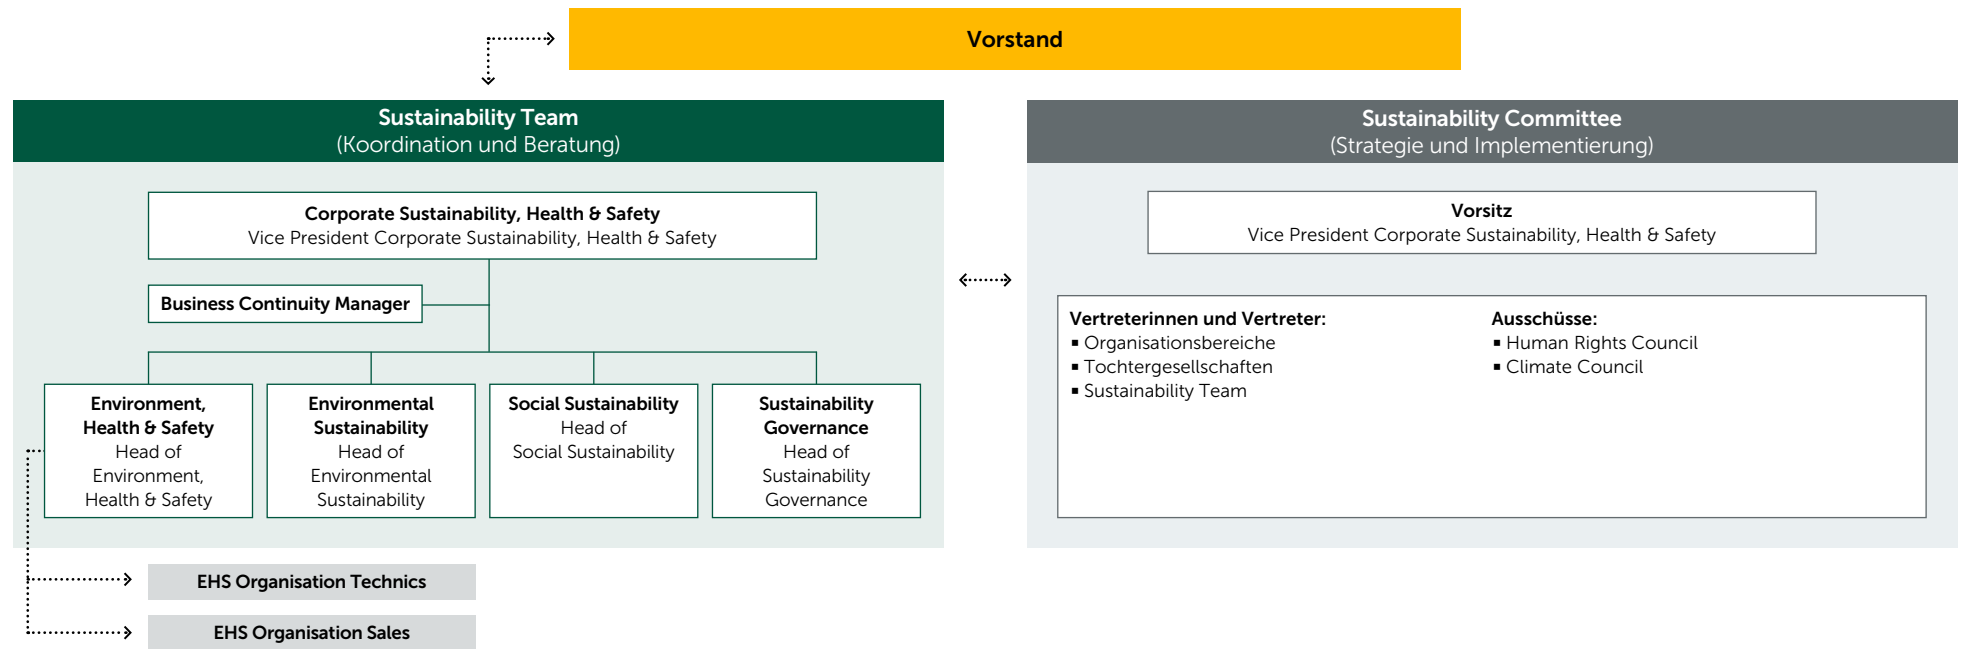 Vorstand
Sustainability Team
(Koordination und Beratung)
Corporate Sustainability, Health & Safety
Vice President Corporate Sustainability, Health & Safety
Business Continuity Manager
Environment,
Health & Safety
Head of
Environment,
Health & Safety
Environmental
Sustainability
Head of
Environmental
Sustainability
Social Sustainability
Head of
Social Sustainability
Sustainability
Governance
Head of
Sustainability
Governance
EHS Organisation Technics
EHS Organisation Sales
Sustainability Committee
(Strategie und Implementierung)
Vorsitz
Vice President Corporate Sustainability, Health & Safety
Vertreterinnen und Vertreter:
▪ Organisationsbereiche
▪ Tochtergesellschaften
▪ Sustainability Team
Ausschüsse:
▪ Human Rights Council
▪ Climate Council